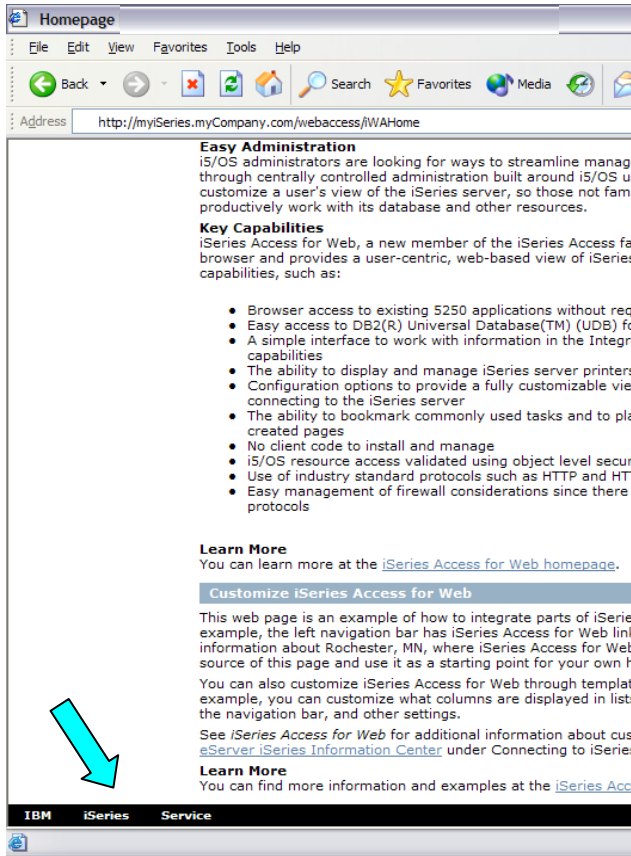 Homepage
File Edit View Favorites Tools Help
Back Search Favorites Media
Address http://myiSeries.myCompany.com/webaccess/iWAHome
Easy Administration
i5/OS administrators are looking for ways to streamline manag
through centrally controlled administration built around i5/OS u
customize a user's view of the iSeries server, so those not fam
productively work with its database and other resources.
Key Capabilities
iSeries Access for Web, a new member of the iSeries Access fa
browser and provides a user-centric, web-based view of iSeries
capabilities, such as:
• Browser access to existing 5250 applications without req
• Easy access to DB2(R) Universal Database(TM) (UDB) fo
• A simple interface to work with information in the Integr
capabilities
• The ability to display and manage iSeries server printers
• Configuration options to provide a fully customizable vie
connecting to the iSeries server
• The ability to bookmark commonly used tasks and to pla
created pages
• No client code to install and manage
• i5/OS resource access validated using object level secur
• Use of industry standard protocols such as HTTP and HT
• Easy management of firewall considerations since there
protocols
Learn More
You can learn more at the iSeries Access for Web homepage.
Customize iSeries Access for Web
This web page is an example of how to integrate parts of iSerie
example, the left navigation bar has iSeries Access for Web link
information about Rochester, MN, where iSeries Access for Web
source of this page and use it as a starting point for your own h
You can also customize iSeries Access for Web through templat
example, you can customize what columns are displayed in lists
the navigation bar, and other settings.
See iSeries Access for Web for additional information about cus
eServer iSeries Information Center under Connecting to iSeries
Learn More
You can find more information and examples at the iSeries Acc
IBM iSeries Service